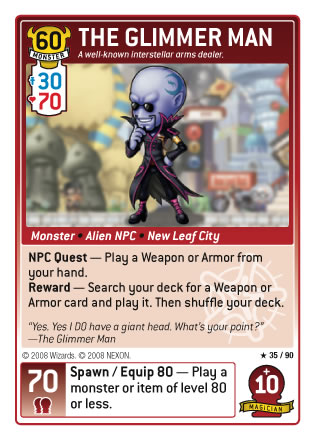 60
MONSTER
THE GLIMMER MAN
A well-known interstellar arms dealer.
30
70
Monster • Alien NPC • New Leaf City
NPC Quest — Play a Weapon or Armor from
your hand.
Reward — Search your deck for a Weapon or
Armor card and play it. Then shuffle your deck.
"Yes. Yes I DO have a giant head. What's your point?"
—The Glimmer Man
© 2008 Wizards. © 2008 NEXON.
★ 35 / 90
70
Spawn / Equip 80 — Play a
monster or item of level 80
or less.
10
MAGICIAN